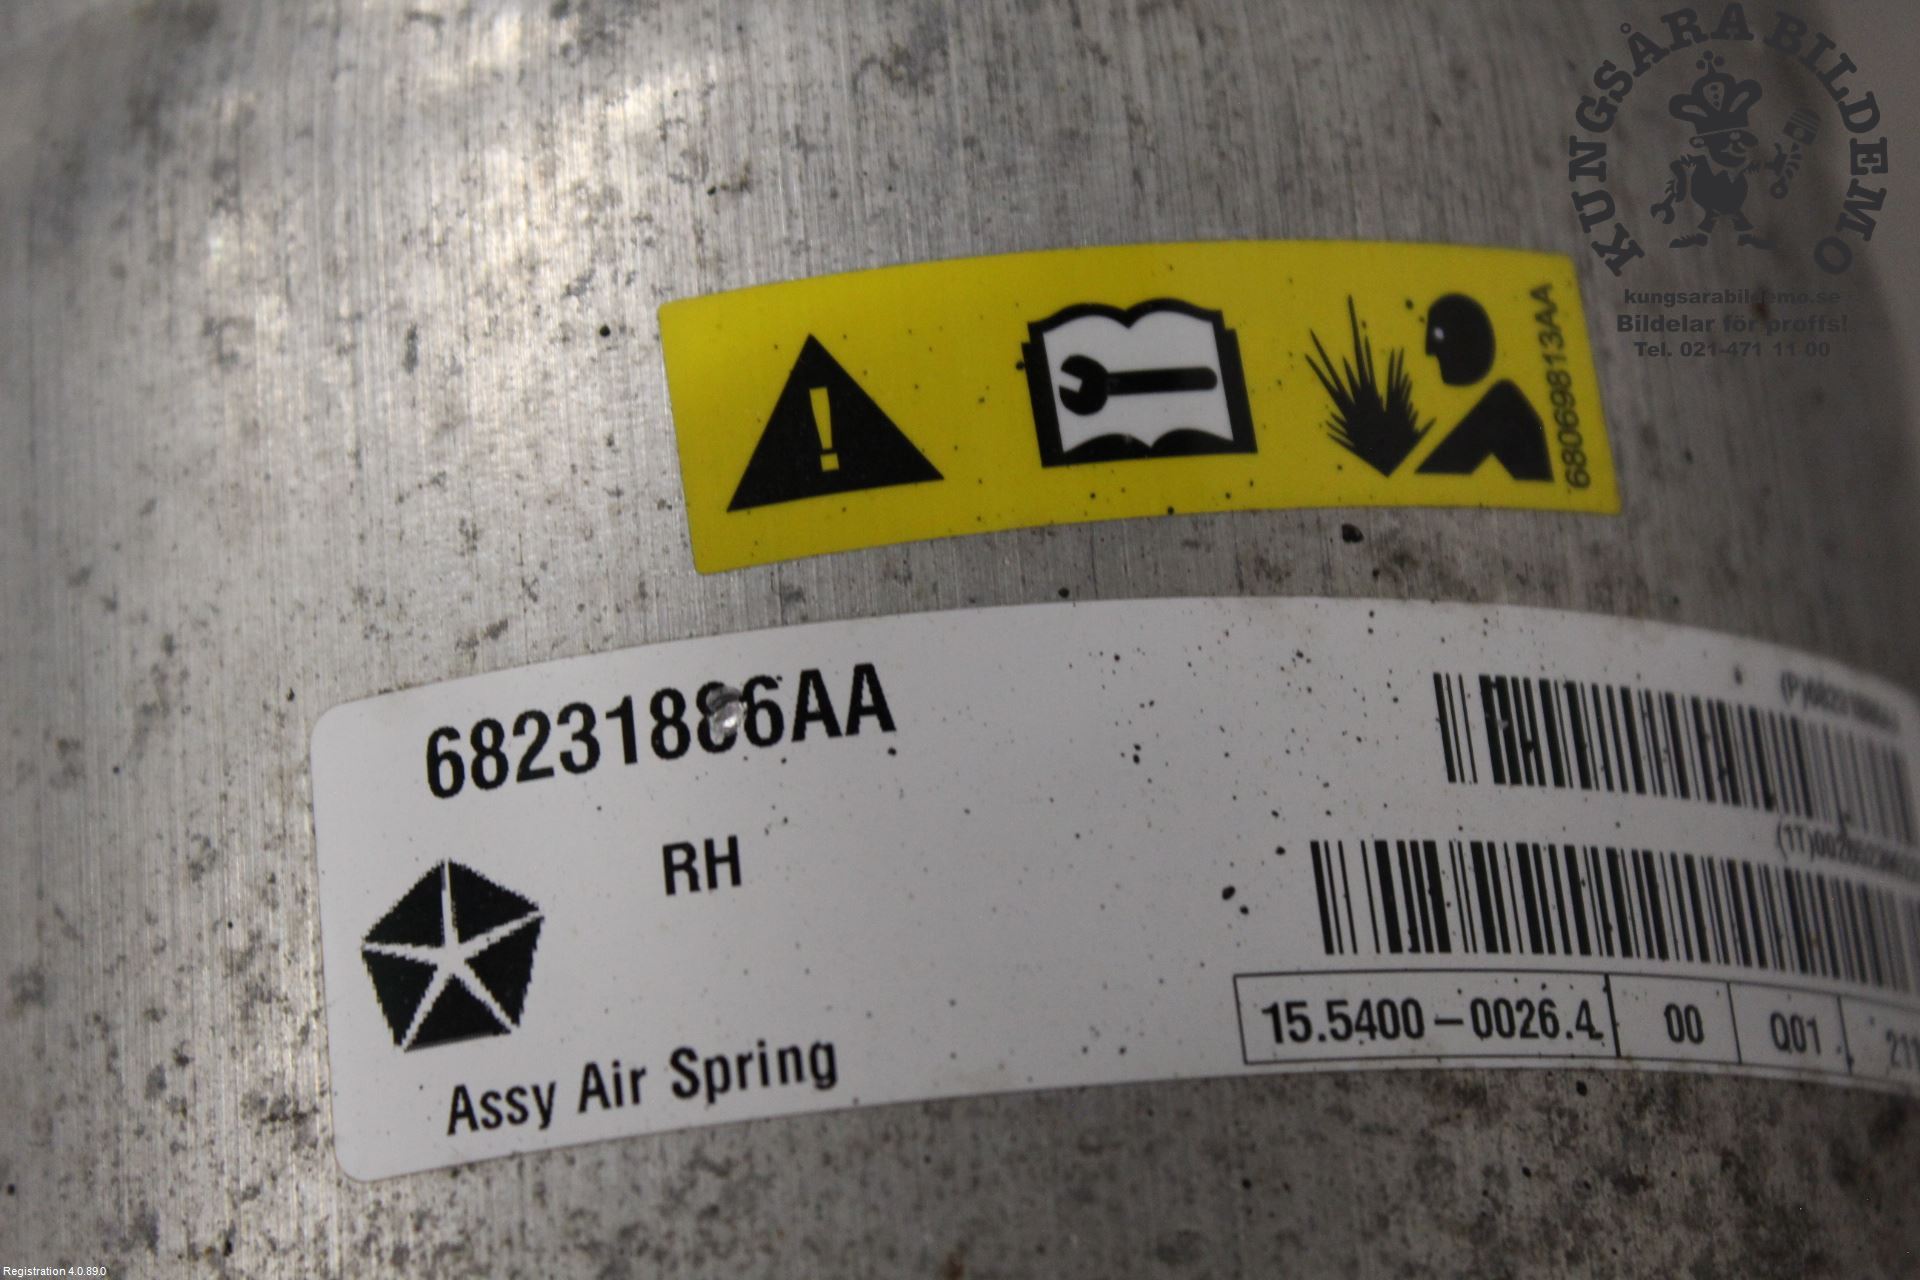 KUNGSÅRA BILDEMO
kungsarabildemo.se
Bildelar för proffs!
Tel. 021-471 11 00
!
68069813AA
68231886AA
RH
Assy Air Spring
15.5400-0026.4 00 Q01
Registration 4.0.89.0